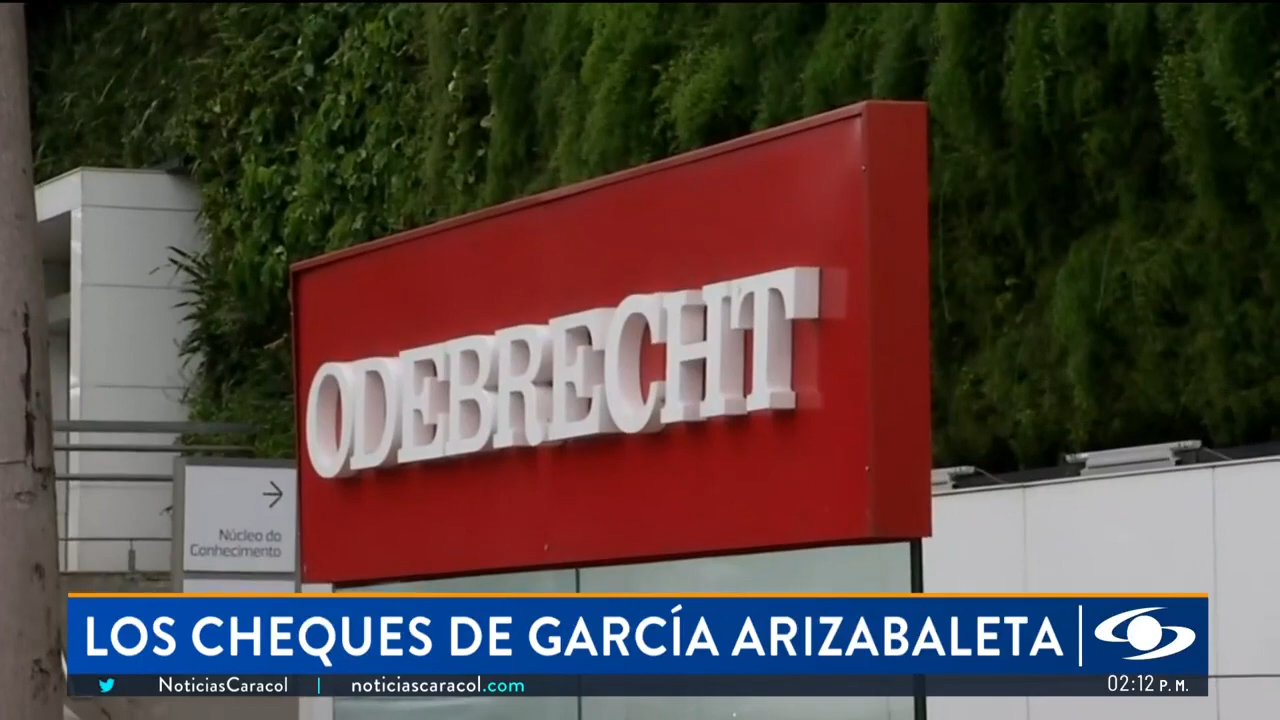 ODEBRECHT
→
Núcleo do
Conhecimento
LOS CHEQUES DE GARCÍA ARIZABALETA
NoticiasCaracol | noticiascaracol.com
02:12 P.M.